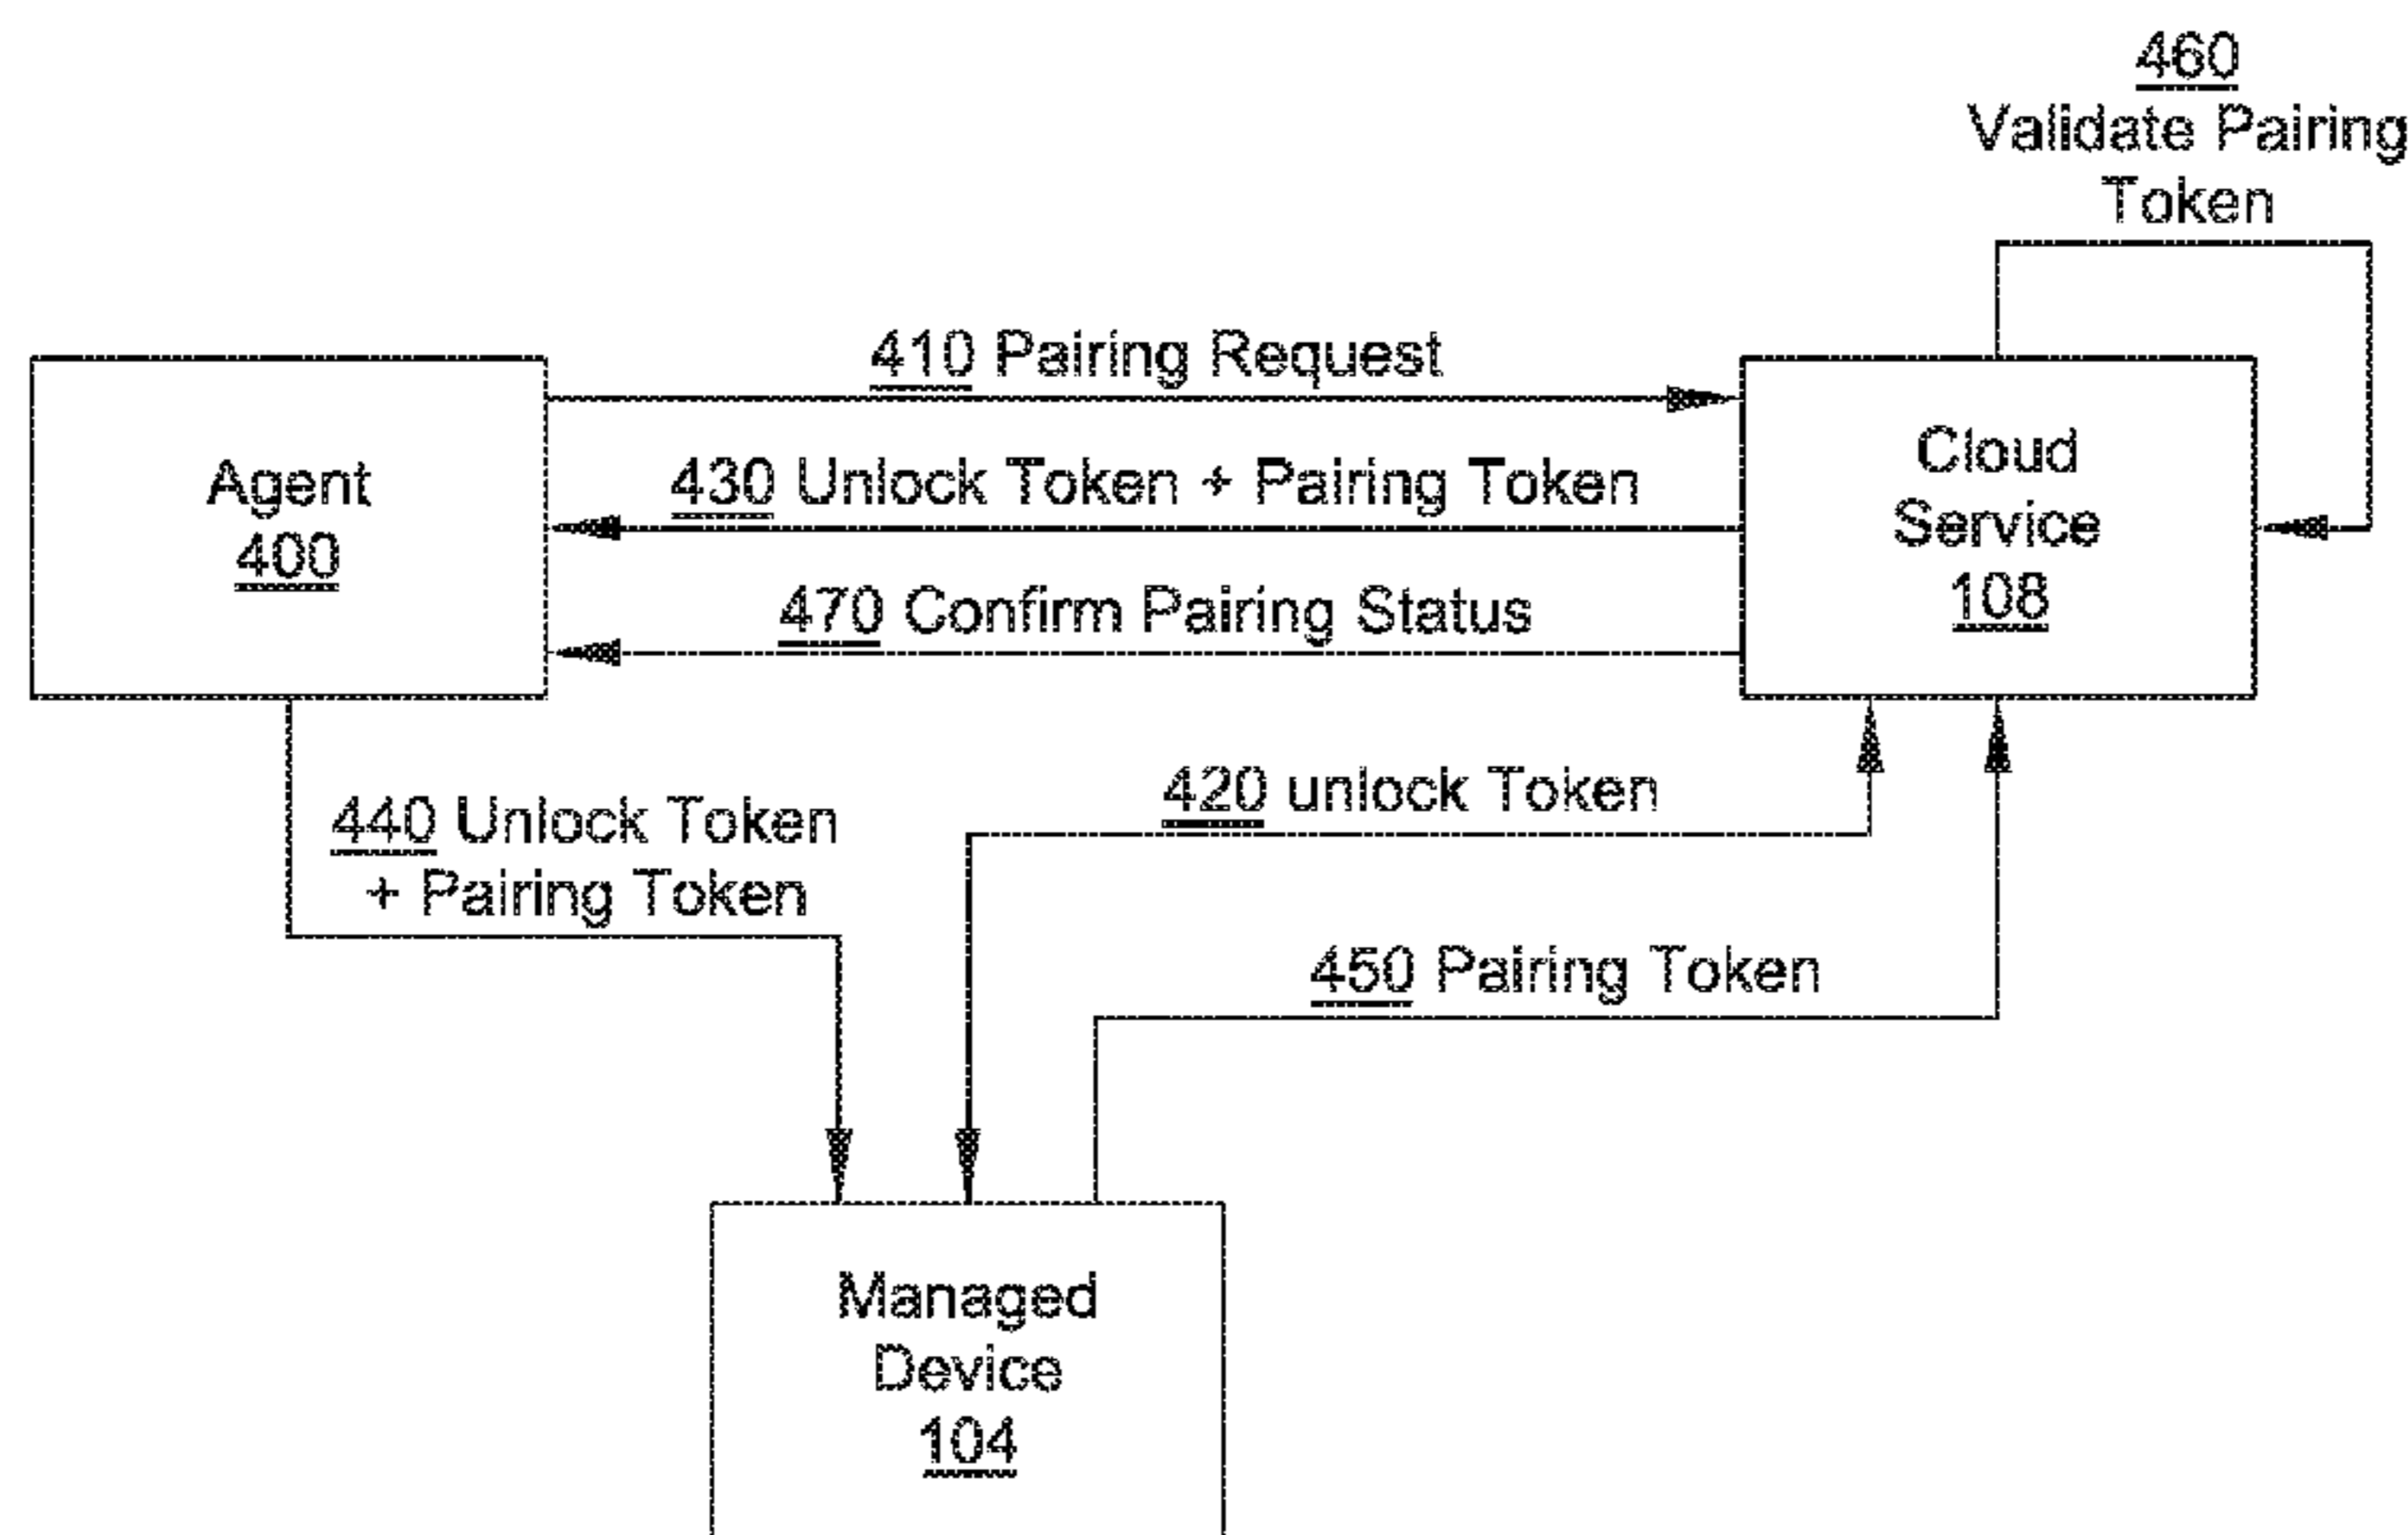 460
Validate Pairing
Token
410 Pairing Request
Agent
400
430 Unlock Token + Pairing Token
Cloud
Service
108
470 Confirm Pairing Status
420 unlock Token
440 Unlock Token
+ Pairing Token
450 Pairing Token
Managed
Device
104